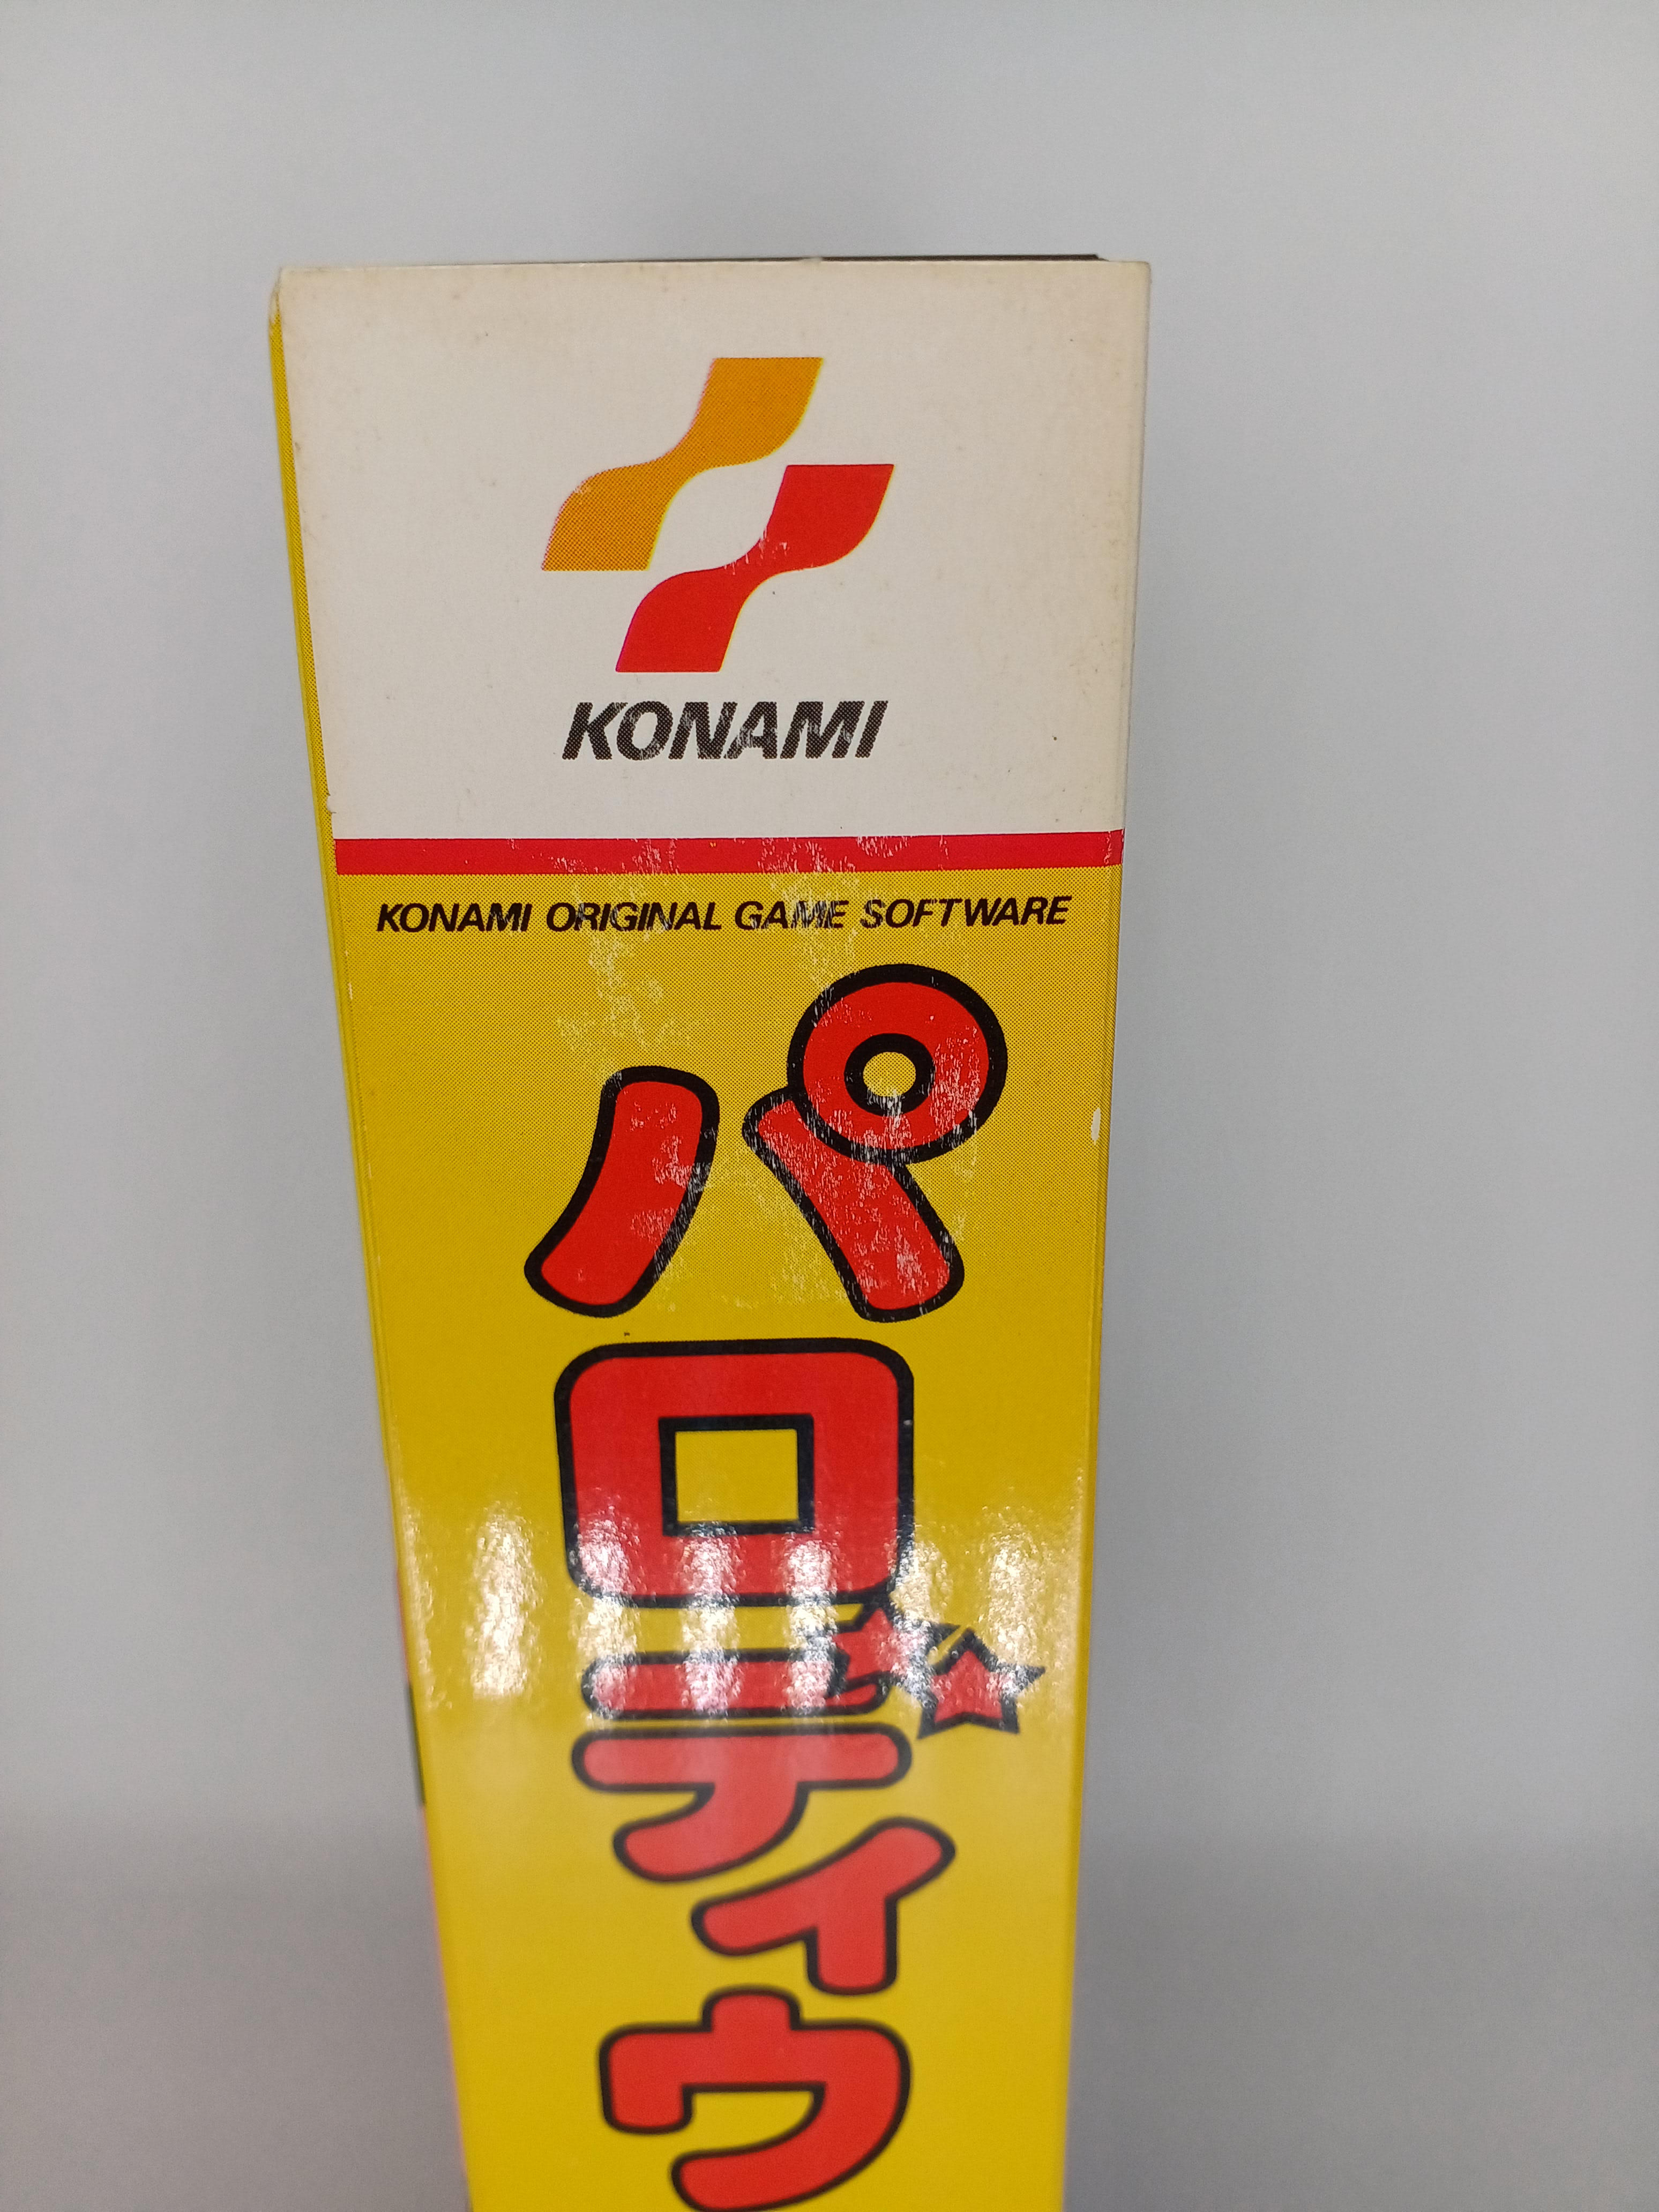 KONAMI
KONAMI ORIGINAL GAME SOFTWARE
パロディウ